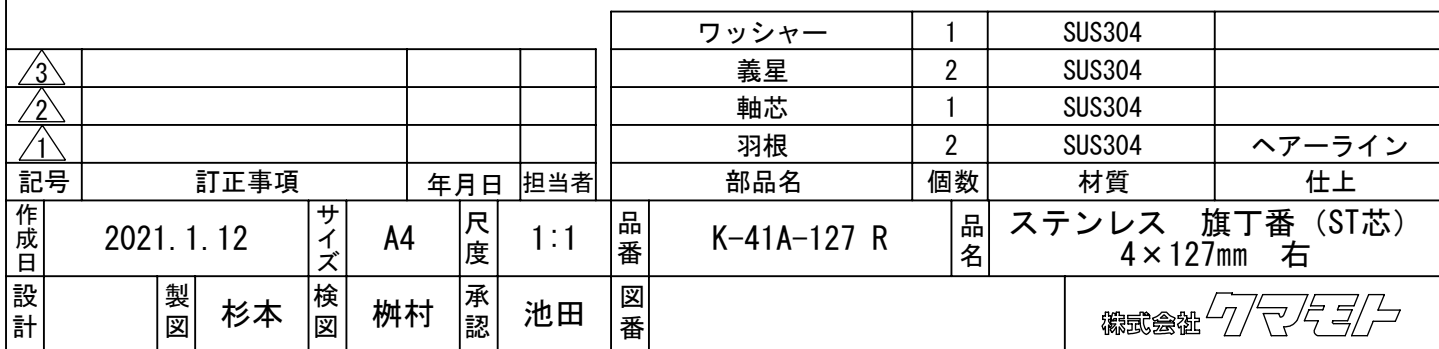 ワッシャー 1 SUS304
3 義星 2 SUS304
2 軸芯 1 SUS304
1 羽根 2 SUS304 ヘアーライン
記号 訂正事項 年月日 担当者 部品名 個数 材質 仕上
作成日 2021.1.12 サイズ A4 尺度 1:1 品番 K-41A-127 R 品名 ステンレス 旗丁番(ST芯)
4×127mm 右
設計 製図 杉本 検図 桝村 承認 池田 図番 株式会社クマモト